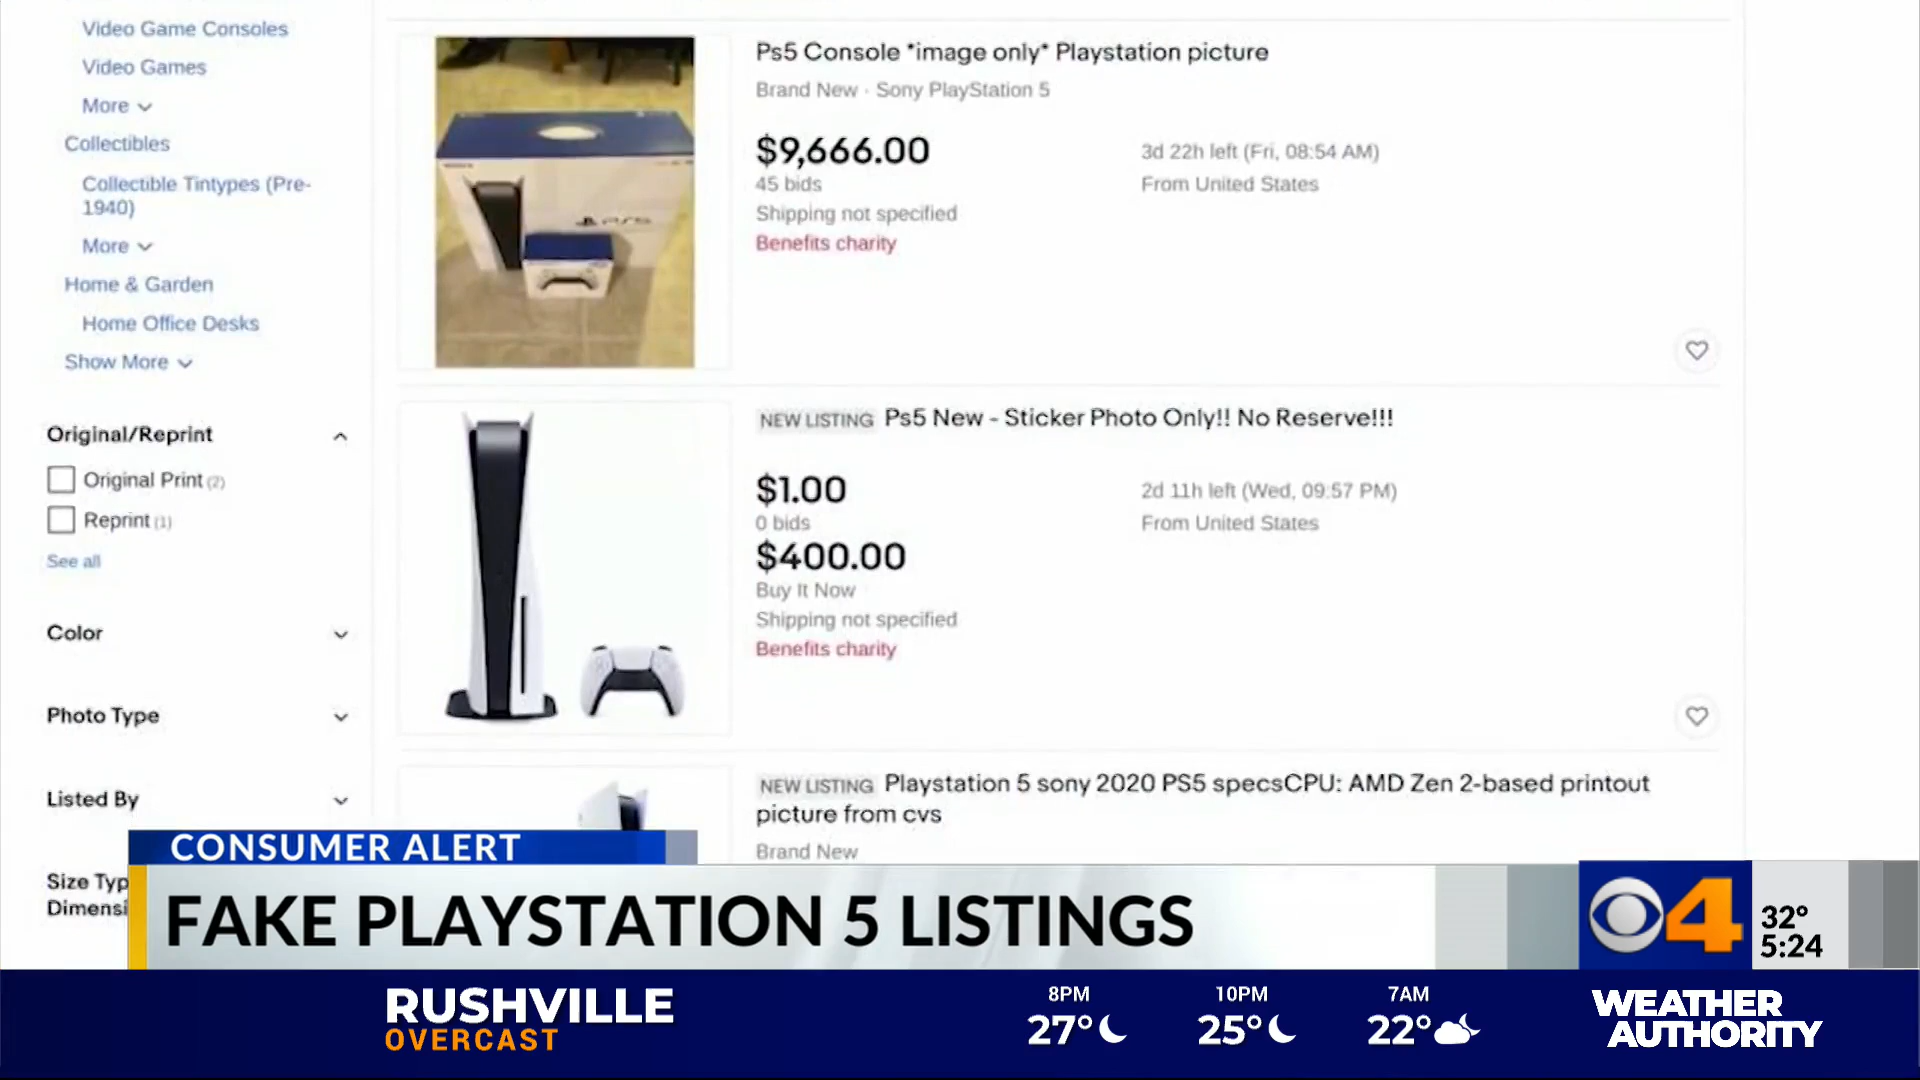 Video Game Consoles
Video Games
More
Collectibles
Collectible Tintypes (Pre-
1940)
More
Home & Garden
Home Office Desks
Show More
Original/Reprint
Original Print (2)
Reprint (1)
See all
Color
Photo Type
Listed By
Size Typ
Dimensi
Ps5 Console *image only* Playstation picture
Brand New · Sony PlayStation 5
$9,666.00
45 bids
Shipping not specified
Benefits charity
3d 22h left (Fri, 08:54 AM)
From United States
PS5
NEW LISTING Ps5 New - Sticker Photo Only!! No Reserve!!!
$1.00
0 bids
$400.00
Buy It Now
Shipping not specified
Benefits charity
2d 11h left (Wed, 09:57 PM)
From United States
NEW LISTING Playstation 5 sony 2020 PS5 specsCPU: AMD Zen 2-based printout
picture from cvs
Brand New
CONSUMER ALERT
FAKE PLAYSTATION 5 LISTINGS
4
32°
5:24
RUSHVILLE
OVERCAST
8PM
27°
10PM
25°
7AM
22°
WEATHER
AUTHORITY